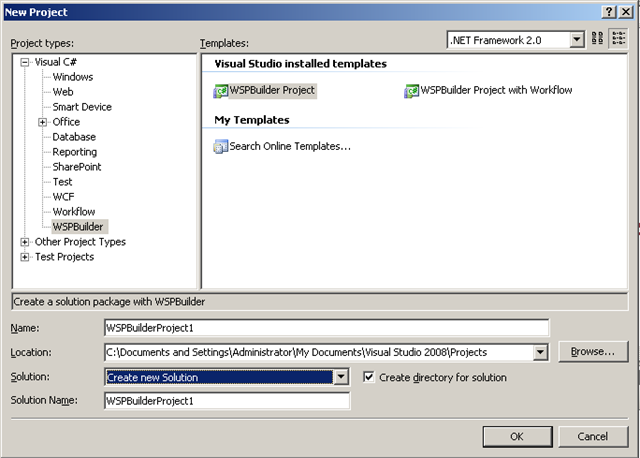 New Project
Project types:
Templates:
.NET Framework 2.0
Visual C#
Windows
Web
Smart Device
Office
Database
Reporting
SharePoint
Test
WCF
Workflow
WSPBuilder
Other Project Types
Test Projects
Visual Studio installed templates
WSPBuilder Project
WSPBuilder Project with Workflow
My Templates
Search Online Templates...
Create a solution package with WSPBuilder
Name:
WSPBuilderProject1
Location:
C:\Documents and Settings\Administrator\My Documents\Visual Studio 2008\Projects
Browse...
Solution:
Create new Solution
Create directory for solution
Solution Name:
WSPBuilderProject1
OK
Cancel